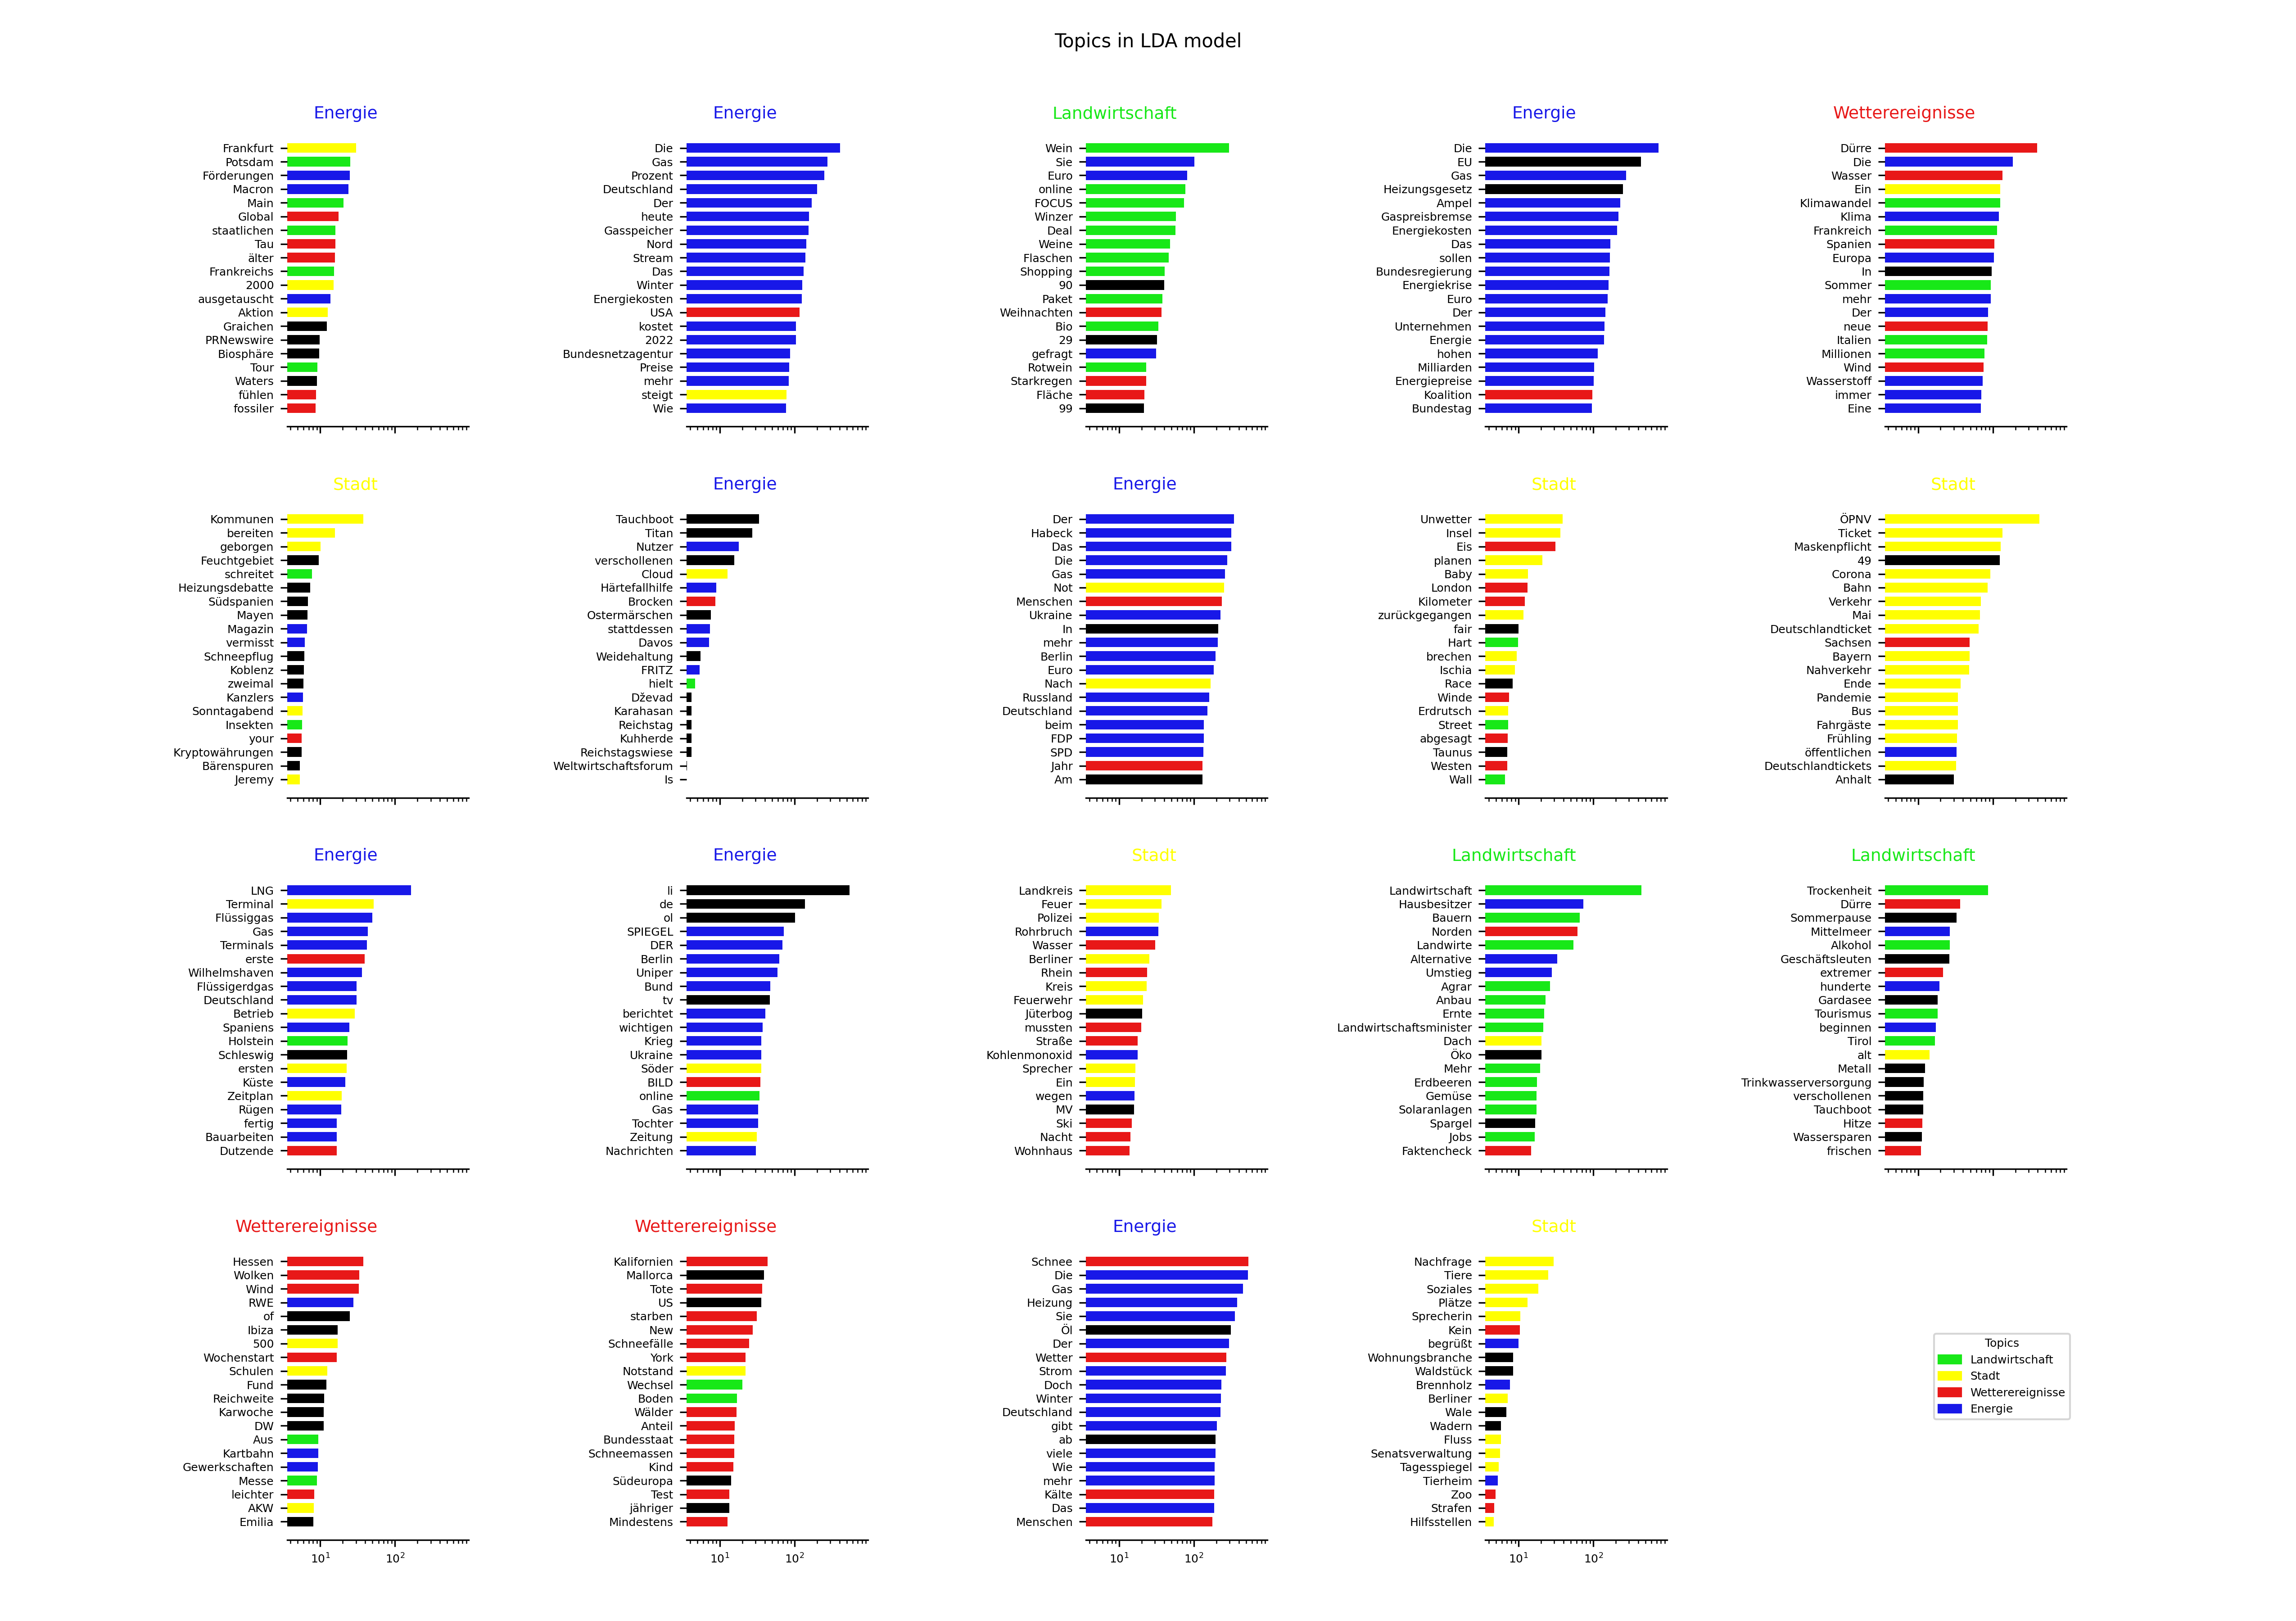 Topics in LDA model
Energie
Frankfurt
Potsdam
Förderungen
Macron
Main
Global
staatlichen
Tau
älter
Frankreichs
2000
ausgetauscht
Aktion
Graichen
PRNewswire
Biosphäre
Tour
Waters
fühlen
fossiler
Energie
Die
Gas
Prozent
Deutschland
Der
heute
Gasspeicher
Nord
Stream
Das
Winter
Energiekosten
USA
kostet
2022
Bundesnetzagentur
Preise
mehr
steigt
Wie
Landwirtschaft
Wein
Sie
Euro
online
FOCUS
Winzer
Deal
Weine
Flaschen
Shopping
90
Paket
Weihnachten
Bio
29
gefragt
Rotwein
Starkregen
Fläche
99
Energie
Die
EU
Gas
Heizungsgesetz
Ampel
Gaspreisbremse
Energiekosten
Das
sollen
Bundesregierung
Energiekrise
Euro
Der
Unternehmen
Energie
hohen
Milliarden
Energiepreise
Koalition
Bundestag
Wetterereignisse
Dürre
Die
Wasser
Ein
Klimawandel
Klima
Frankreich
Spanien
Europa
In
Sommer
mehr
Der
neue
Italien
Millionen
Wind
Wasserstoff
immer
Eine
Stadt
Kommunen
bereiten
geborgen
Feuchtgebiet
schreitet
Heizungsdebatte
Südspanien
Mayen
Magazin
vermisst
Schneepflug
Koblenz
zweimal
Kanzlers
Sonntagabend
Insekten
your
Kryptowährungen
Bärenspuren
Jeremy
Energie
Tauchboot
Titan
Nutzer
verschollenen
Cloud
Härtefallhilfe
Brocken
Ostermärschen
stattdessen
Davos
Weidehaltung
FRITZ
hielt
Dževad
Karahasan
Reichstag
Kuhherde
Reichstagswiese
Weltwirtschaftsforum
Is
Energie
Der
Habeck
Das
Die
Gas
Not
Menschen
Ukraine
In
mehr
Berlin
Euro
Nach
Russland
Deutschland
beim
FDP
SPD
Jahr
Am
Stadt
Unwetter
Insel
Eis
planen
Baby
London
Kilometer
zurückgegangen
fair
Hart
brechen
Ischia
Race
Winde
Erdrutsch
Street
abgesagt
Taunus
Westen
Wall
Stadt
ÖPNV
Ticket
Maskenpflicht
49
Corona
Bahn
Verkehr
Mai
Deutschlandticket
Sachsen
Bayern
Nahverkehr
Ende
Pandemie
Bus
Fahrgäste
Frühling
öffentlichen
Deutschlandtickets
Anhalt
Energie
LNG
Terminal
Flüssiggas
Gas
Terminals
erste
Wilhelmshaven
Flüssigerdgas
Deutschland
Betrieb
Spaniens
Holstein
Schleswig
ersten
Küste
Zeitplan
Rügen
fertig
Bauarbeiten
Dutzende
Energie
li
de
ol
SPIEGEL
DER
Berlin
Uniper
Bund
tv
berichtet
wichtigen
Krieg
Ukraine
Söder
BILD
online
Gas
Tochter
Zeitung
Nachrichten
Stadt
Landkreis
Feuer
Polizei
Rohrbruch
Wasser
Berliner
Rhein
Kreis
Feuerwehr
Jüterbog
mussten
Straße
Kohlenmonoxid
Sprecher
Ein
wegen
MV
Ski
Nacht
Wohnhaus
Landwirtschaft
Landwirtschaft
Hausbesitzer
Bauern
Norden
Landwirte
Alternative
Umstieg
Agrar
Anbau
Ernte
Landwirtschaftsminister
Dach
Öko
Mehr
Erdbeeren
Gemüse
Solaranlagen
Spargel
Jobs
Faktencheck
Landwirtschaft
Trockenheit
Dürre
Sommerpause
Mittelmeer
Alkohol
Geschäftsleuten
extremer
hunderte
Gardasee
Tourismus
beginnen
Tirol
alt
Metall
Trinkwasserversorgung
verschollenen
Tauchboot
Hitze
Wassersparen
frischen
Wetterereignisse
Hessen
Wolken
Wind
RWE
of
Ibiza
500
Wochenstart
Schulen
Fund
Reichweite
Karwoche
DW
Aus
Kartbahn
Gewerkschaften
Messe
leichter
AKW
Emilia
10¹ 10²
Wetterereignisse
Kalifornien
Mallorca
Tote
US
starben
New
Schneefälle
York
Notstand
Wechsel
Boden
Wälder
Anteil
Bundesstaat
Schneemassen
Kind
Südeuropa
Test
jähriger
Mindestens
10¹ 10²
Energie
Schnee
Die
Gas
Heizung
Sie
Öl
Der
Wetter
Strom
Doch
Winter
Deutschland
gibt
ab
viele
Wie
mehr
Kälte
Das
Menschen
10¹ 10²
Stadt
Nachfrage
Tiere
Soziales
Plätze
Sprecherin
Kein
begrüßt
Wohnungsbranche
Waldstück
Brennholz
Berliner
Wale
Wadern
Fluss
Senatsverwaltung
Tagesspiegel
Tierheim
Zoo
Strafen
Hilfsstellen
10¹ 10²
Topics
Landwirtschaft
Stadt
Wetterereignisse
Energie